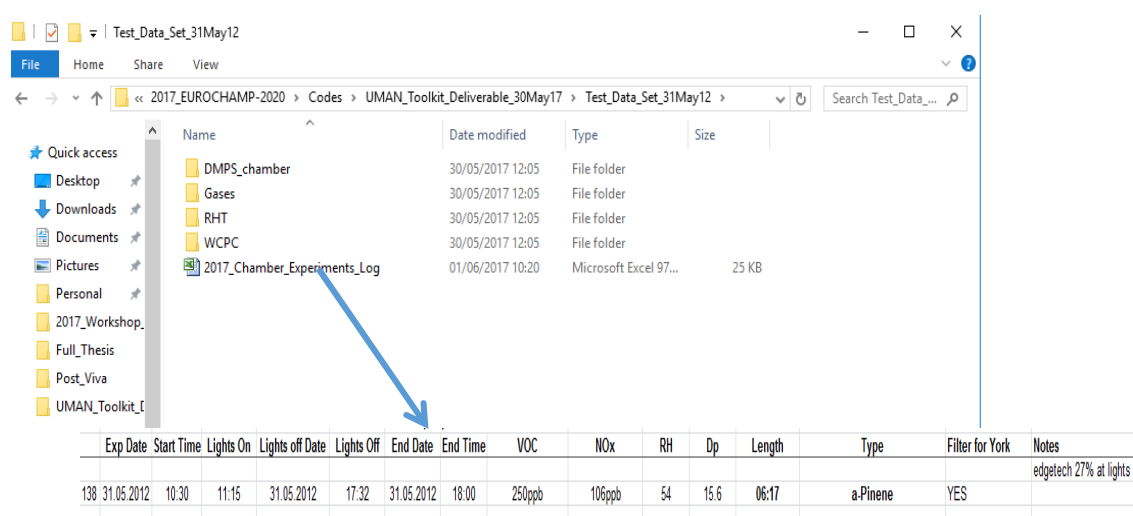 Test_Data_Set_31May12
File Home Share View
« 2017_EUROCHAMP-2020 › Codes › UMAN_Toolkit_Deliverable_30May17 › Test_Data_Set_31May12 ›
Search Test_Data_...
Name Date modified Type Size
Quick access
Desktop
Downloads
Documents
Pictures
Personal
2017_Workshop_
Full_Thesis
Post_Viva
UMAN_Toolkit_D
DMPS_chamber 30/05/2017 12:05 File folder
Gases 30/05/2017 12:05 File folder
RHT 30/05/2017 12:05 File folder
WCPC 30/05/2017 12:05 File folder
2017_Chamber_Experiments_Log 01/06/2017 10:20 Microsoft Excel 97... 25 KB
Exp Date Start Time Lights On Lights off Date Lights Off End Date End Time VOC NOx RH Dp Length Type Filter for York Notes
edgetech 27% at lights
138 31.05.2012 10:30 11:15 31.05.2012 17:32 31.05.2012 18:00 250ppb 106ppb 54 15.6 06:17 a-Pinene YES